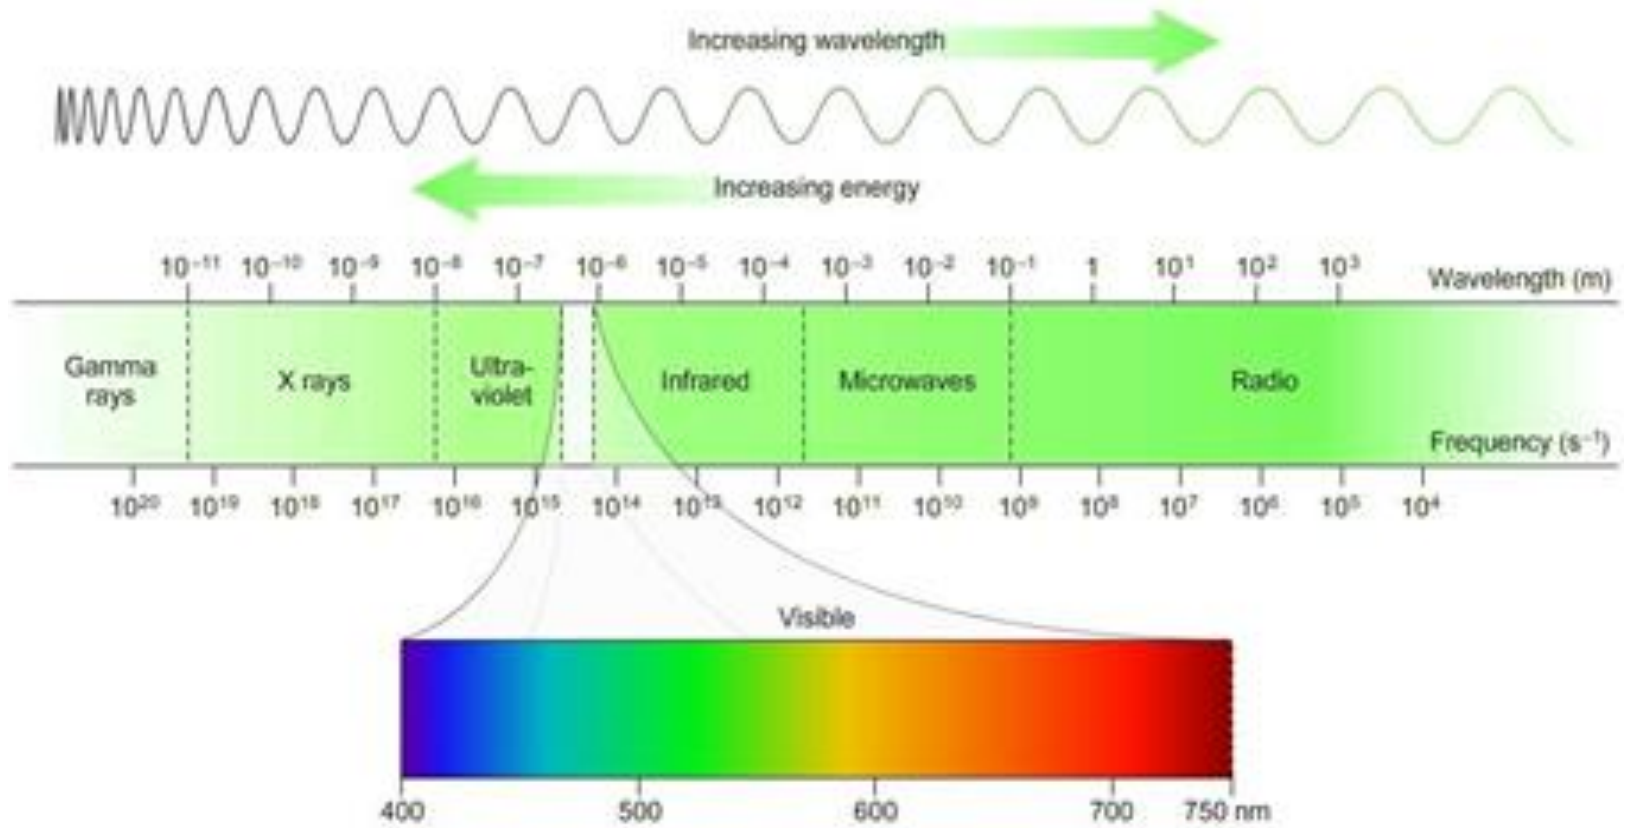 Increasing wavelength
Increasing energy
10⁻¹¹ 10⁻¹⁰ 10⁻⁹ 10⁻⁸ 10⁻⁷ 10⁻⁶ 10⁻⁵ 10⁻⁴ 10⁻³ 10⁻² 10⁻¹ 1 10¹ 10² 10³ Wavelength (m)
Gamma rays X rays Ultra-violet Infrared Microwaves Radio
Frequency (s⁻¹)
10²⁰ 10¹⁹ 10¹⁸ 10¹⁷ 10¹⁶ 10¹⁵ 10¹⁴ 10¹³ 10¹² 10¹¹ 10¹⁰ 10⁹ 10⁸ 10⁷ 10⁶ 10⁵ 10⁴
Visible
400 500 600 700 750 nm